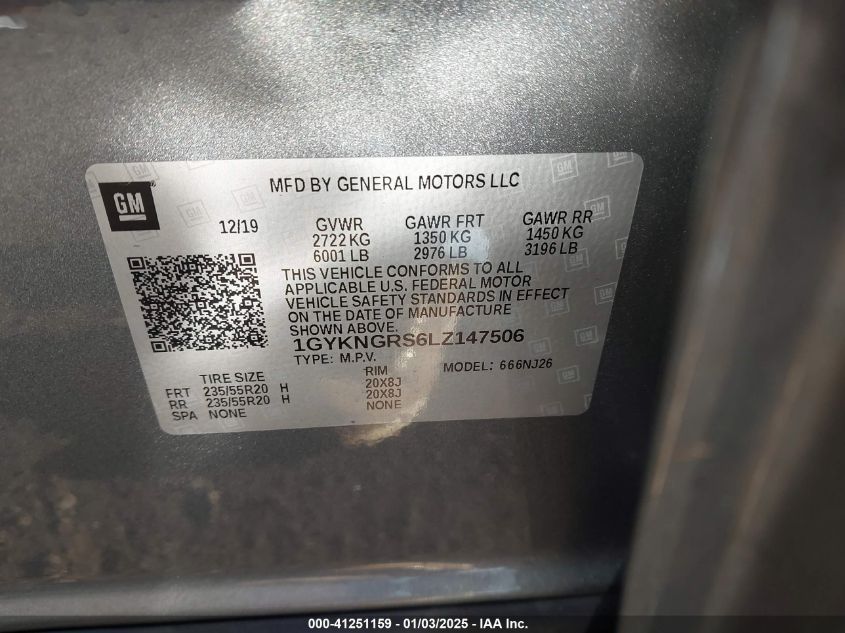 GM ®
MFD BY GENERAL MOTORS LLC
12/19 GVWR GAWR FRT GAWR RR
2722 KG 1350 KG 1450 KG
6001 LB 2976 LB 3196 LB
THIS VEHICLE CONFORMS TO ALL
APPLICABLE U.S. FEDERAL MOTOR
VEHICLE SAFETY STANDARDS IN EFFECT
ON THE DATE OF MANUFACTURE
SHOWN ABOVE.
1GYKNGRS6LZ147506
TYPE: M.P.V. MODEL: 666NJ26
TIRE SIZE RIM
FRT 235/55R20 H 20X8J
RR 235/55R20 H 20X8J
SPA NONE NONE
000-41251159 - 01/03/2025 - IAA Inc.